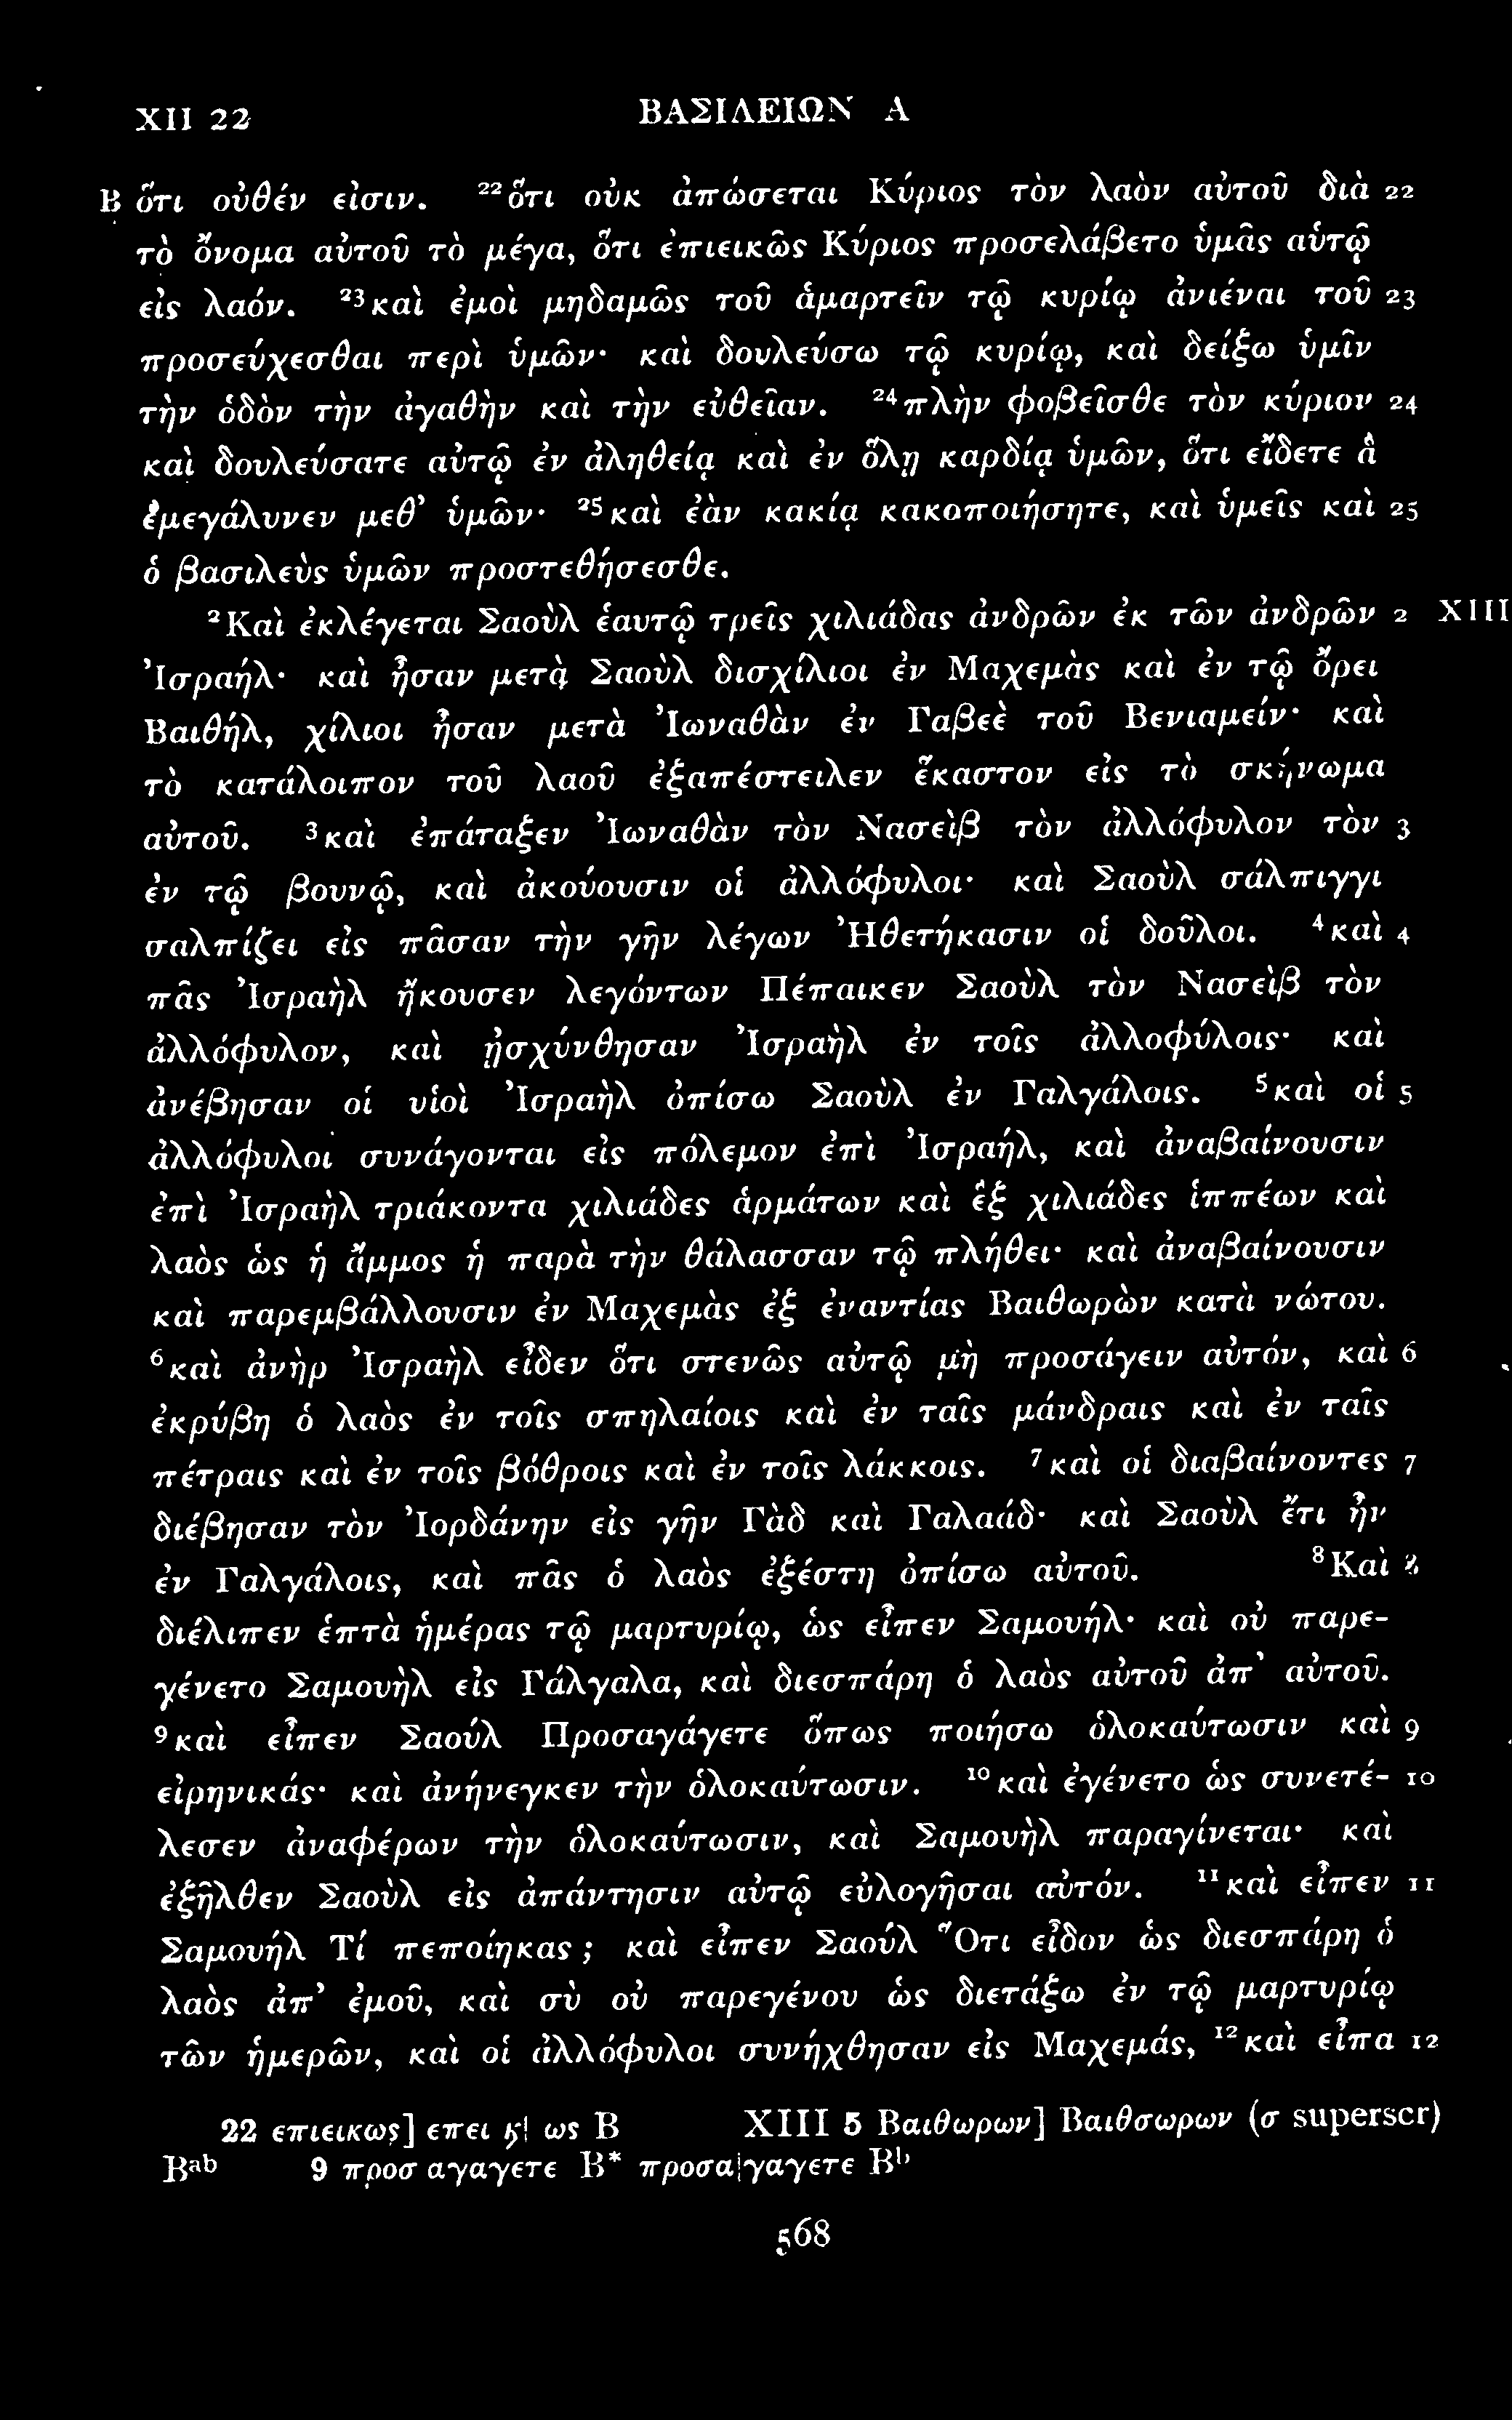 XII 22 ΒΑΣΙΛΕΙΩΝ Α
B ὅτι οὐθέν εἰσιν. ²²ὅτι οὐκ ἀπώσεται Κύριος τὸν λαὸν αὐτοῦ διὰ 22
τὸ ὄνομα αὐτοῦ τὸ μέγα, ὅτι ἐπιεικῶς Κύριος προσελάβετο ὑμᾶς αὑτῷ
εἰς λαόν. ²³καὶ ἐμοὶ μηδαμῶς τοῦ ἁμαρτεῖν τῷ κυρίῳ ἀνιέναι τοῦ 23
προσεύχεσθαι περὶ ὑμῶν· καὶ δουλεύσω τῷ κυρίῳ, καὶ δείξω ὑμῖν
τὴν ὁδὸν τὴν ἀγαθὴν καὶ τὴν εὐθεῖαν. ²⁴πλὴν φοβεῖσθε τὸν κύριον 24
καὶ δουλεύσατε αὐτῷ ἐν ἀληθείᾳ καὶ ἐν ὅλῃ καρδίᾳ ὑμῶν, ὅτι εἴδετε ἃ
ἐμεγάλυνεν μεθ’ ὑμῶν· ²⁵καὶ ἐὰν κακίᾳ κακοποιήσητε, καὶ ὑμεῖς καὶ 25
ὁ βασιλεὺς ὑμῶν προστεθήσεσθε.
²Καὶ ἐκλέγεται Σαοὺλ ἑαυτῷ τρεῖς χιλιάδας ἀνδρῶν ἐκ τῶν ἀνδρῶν 2 XIII
Ἰσραήλ· καὶ ἦσαν μετὰ Σαοὺλ δισχίλιοι ἐν Μαχεμὰς καὶ ἐν τῷ ὄρει
Βαιθήλ, χίλιοι ἦσαν μετὰ Ἰωναθὰν ἐν Γαβεὲ τοῦ Βενιαμείν· καὶ
τὸ κατάλοιπον τοῦ λαοῦ ἐξαπέστειλεν ἕκαστον εἰς τὸ σκήνωμα
αὐτοῦ. ³καὶ ἐπάταξεν Ἰωναθὰν τὸν Νασεὶβ τὸν ἀλλόφυλον τὸν 3
ἐν τῷ βουνῷ, καὶ ἀκούουσιν οἱ ἀλλόφυλοι· καὶ Σαοὺλ σάλπιγγι
σαλπίζει εἰς πᾶσαν τὴν γῆν λέγων Ἠθετήκασιν οἱ δοῦλοι. ⁴καὶ 4
πᾶς Ἰσραὴλ ἤκουσεν λεγόντων Πέπαικεν Σαοὺλ τὸν Νασεὶβ τὸν
ἀλλόφυλον, καὶ ᾐσχύνθησαν Ἰσραὴλ ἐν τοῖς ἀλλοφύλοις· καὶ
ἀνέβησαν οἱ υἱοὶ Ἰσραὴλ ὀπίσω Σαοὺλ ἐν Γαλγάλοις. ⁵καὶ οἱ 5
ἀλλόφυλοι συνάγονται εἰς πόλεμον ἐπὶ Ἰσραήλ, καὶ ἀναβαίνουσιν
ἐπὶ Ἰσραὴλ τριάκοντα χιλιάδες ἁρμάτων καὶ ἓξ χιλιάδες ἱππέων καὶ
λαὸς ὡς ἡ ἄμμος ἡ παρὰ τὴν θάλασσαν τῷ πλήθει· καὶ ἀναβαίνουσιν
καὶ παρεμβάλλουσιν ἐν Μαχεμὰς ἐξ ἐναντίας Βαιθωρὼν κατὰ νώτου.
⁶καὶ ἀνὴρ Ἰσραὴλ εἶδεν ὅτι στενῶς αὐτῷ μὴ προσάγειν αὐτόν, καὶ 6
ἐκρύβη ὁ λαὸς ἐν τοῖς σπηλαίοις καὶ ἐν ταῖς μάνδραις καὶ ἐν ταῖς
πέτραις καὶ ἐν τοῖς βόθροις καὶ ἐν τοῖς λάκκοις. ⁷καὶ οἱ διαβαίνοντες 7
διέβησαν τὸν Ἰορδάνην εἰς γῆν Γὰδ καὶ Γαλαάδ· καὶ Σαοὺλ ἔτι ἦν
ἐν Γαλγάλοις, καὶ πᾶς ὁ λαὸς ἐξέστη ὀπίσω αὐτοῦ. ⁸Καὶ 8
διέλιπεν ἑπτὰ ἡμέρας τῷ μαρτυρίῳ, ὡς εἶπεν Σαμουήλ· καὶ οὐ παρε-
γένετο Σαμουὴλ εἰς Γάλγαλα, καὶ διεσπάρη ὁ λαὸς αὐτοῦ ἀπ’ αὐτοῦ.
⁹καὶ εἶπεν Σαούλ Προσαγάγετε ὅπως ποιήσω ὁλοκαύτωσιν καὶ 9
εἰρηνικάς· καὶ ἀνήνεγκεν τὴν ὁλοκαύτωσιν. ¹⁰καὶ ἐγένετο ὡς συνετέ- 10
λεσεν ἀναφέρων τὴν ὁλοκαύτωσιν, καὶ Σαμουὴλ παραγίνεται· καὶ
ἐξῆλθεν Σαοὺλ εἰς ἀπάντησιν αὐτῷ εὐλογῆσαι αὐτόν. ¹¹καὶ εἶπεν 11
Σαμουήλ Τί πεποίηκας; καὶ εἶπεν Σαούλ Ὅτι εἶδον ὡς διεσπάρη ὁ
λαὸς ἀπ’ ἐμοῦ, καὶ σὺ οὐ παρεγένου ὡς διετάξω ἐν τῷ μαρτυρίῳ
τῶν ἡμερῶν, καὶ οἱ ἀλλόφυλοι συνήχθησαν εἰς Μαχεμάς, ¹²καὶ εἶπα 12
22 επιεικως] επει κ| ως B XIII 5 Βαιθωρων] Βαιθσωρων (σ superscr)
Bᵃᵇ 9 προσ αγαγετε B* προσα|γαγετε Bᵇ
568